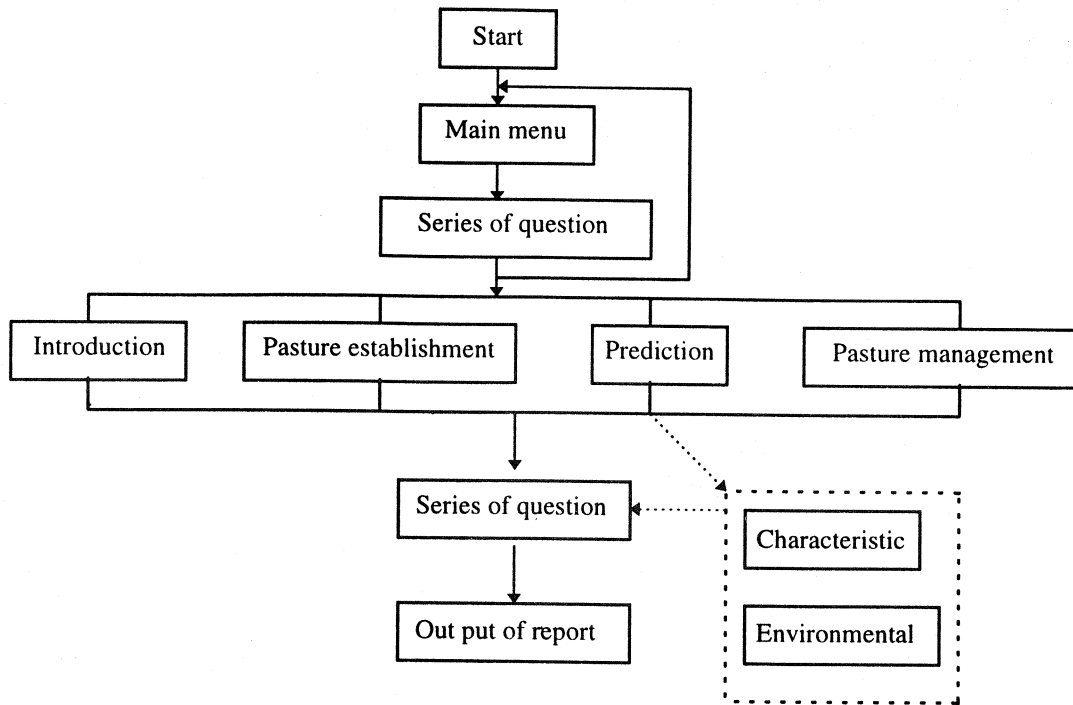 Start
Main menu
Series of question
Introduction
Pasture establishment
Prediction
Pasture management
Series of question
Characteristic
Environmental
Out put of report